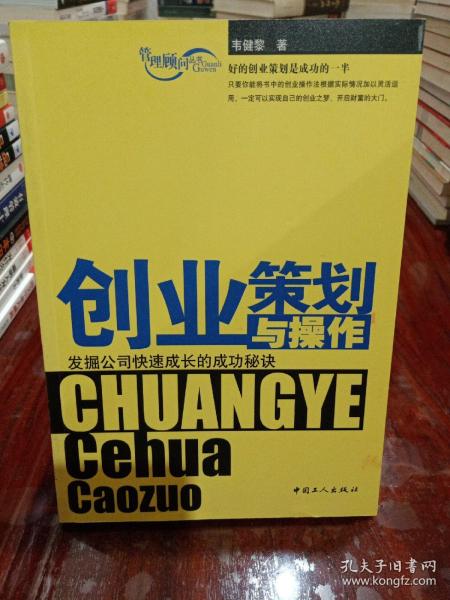 管理顾问丛书
Guanli
Guwen
韦健黎 著
好的创业策划是成功的一半
只要你能将书中的创业操作法根据实际情况加以灵活运
用，一定可以实现自己的创业之梦，开启财富的大门。
创业策划
与操作
发掘公司快速成长的成功秘诀
CHUANGYE
Cehua
Caozuo
中国工人出版社
孔夫子旧书网
www.kongfz.com